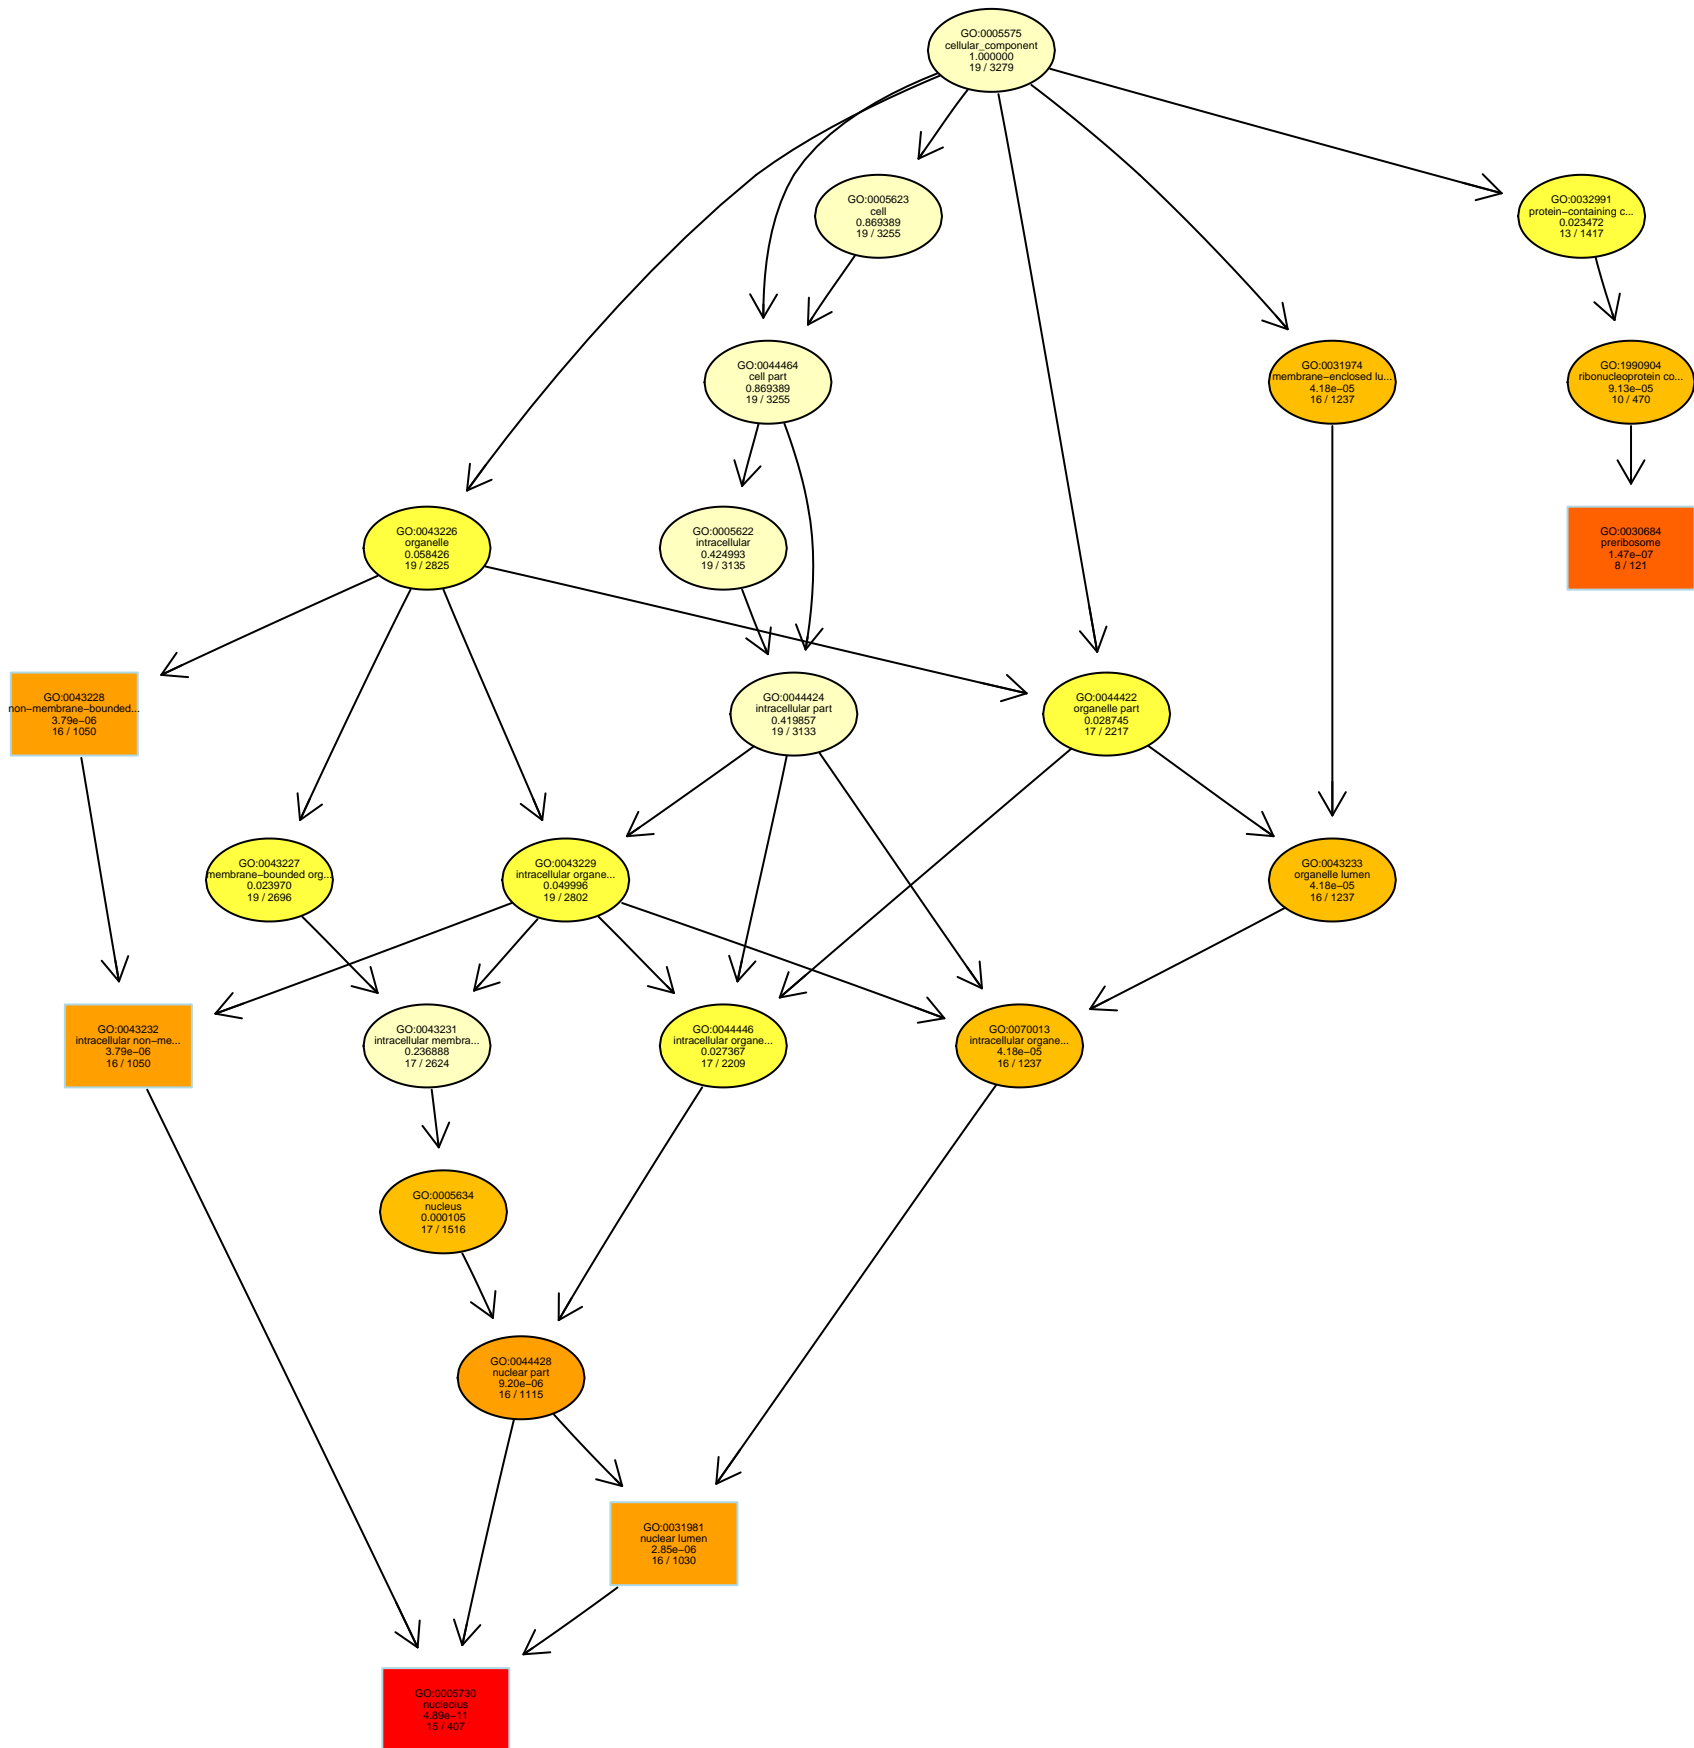 GO:0005575
cellular_component
1.000000
19 / 3279
GO:0005623
cell
0.869389
19 / 3255
GO:0032991
protein−containing c...
0.023472
13 / 1417
GO:0044464
cell part
0.869389
19 / 3255
GO:0031974
membrane−enclosed lu...
4.18e−05
16 / 1237
GO:1990904
ribonucleoprotein co...
9.13e−05
10 / 470
GO:0043226
organelle
0.058426
19 / 2825
GO:0005622
intracellular
0.424993
19 / 3135
GO:0030684
preribosome
1.47e−07
8 / 121
GO:0043228
non−membrane−bounded...
3.79e−06
16 / 1050
GO:0044424
intracellular part
0.419857
19 / 3133
GO:0044422
organelle part
0.028745
17 / 2217
GO:0043227
membrane−bounded org...
0.023970
19 / 2696
GO:0043229
intracellular organe...
0.049996
19 / 2802
GO:0043233
organelle lumen
4.18e−05
16 / 1237
GO:0043232
intracellular non−me...
3.79e−06
16 / 1050
GO:0043231
intracellular membra...
0.236888
17 / 2624
GO:0044446
intracellular organe...
0.027367
17 / 2209
GO:0070013
intracellular organe...
4.18e−05
16 / 1237
GO:0005634
nucleus
0.000105
17 / 1516
GO:0044428
nuclear part
9.20e−06
16 / 1115
GO:0031981
nuclear lumen
2.85e−06
16 / 1030
GO:0005730
nucleolus
4.89e−11
15 / 407